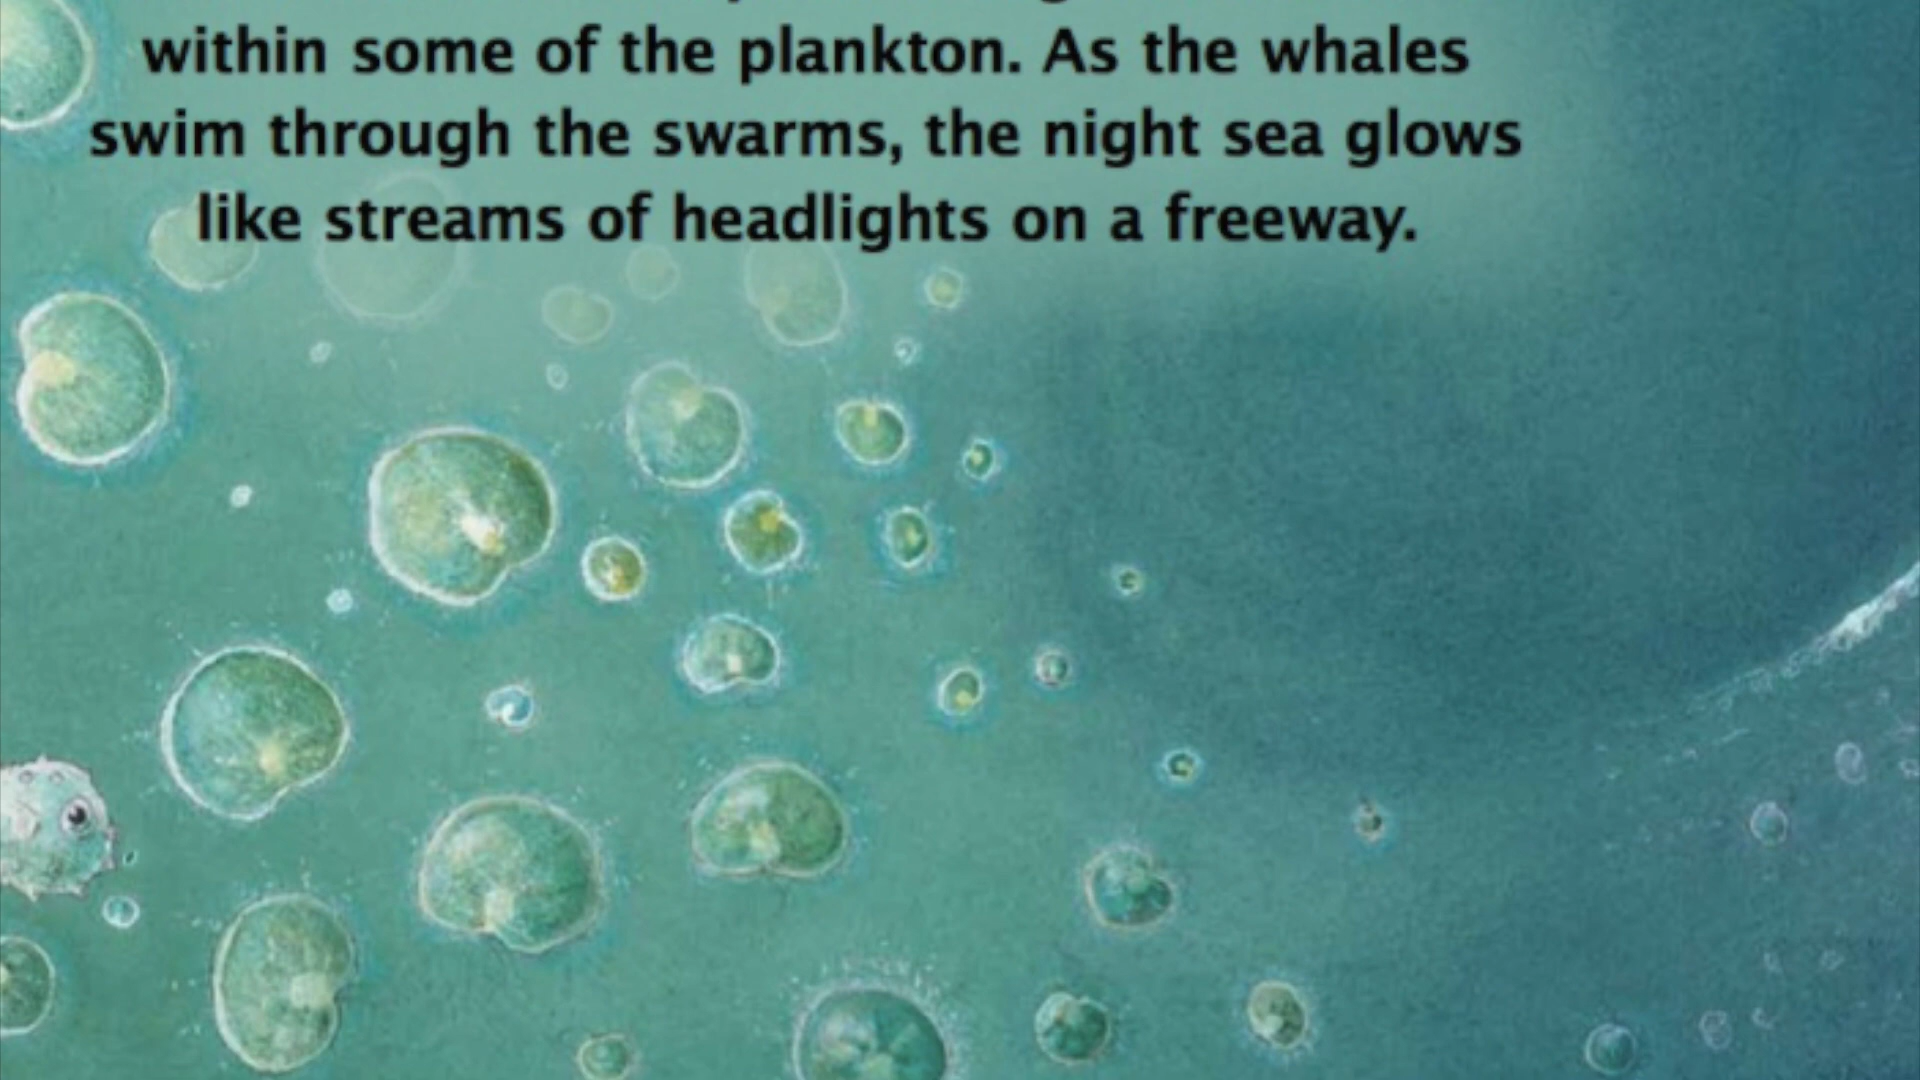 within some of the plankton. As the whales
swim through the swarms, the night sea glows
like streams of headlights on a freeway.